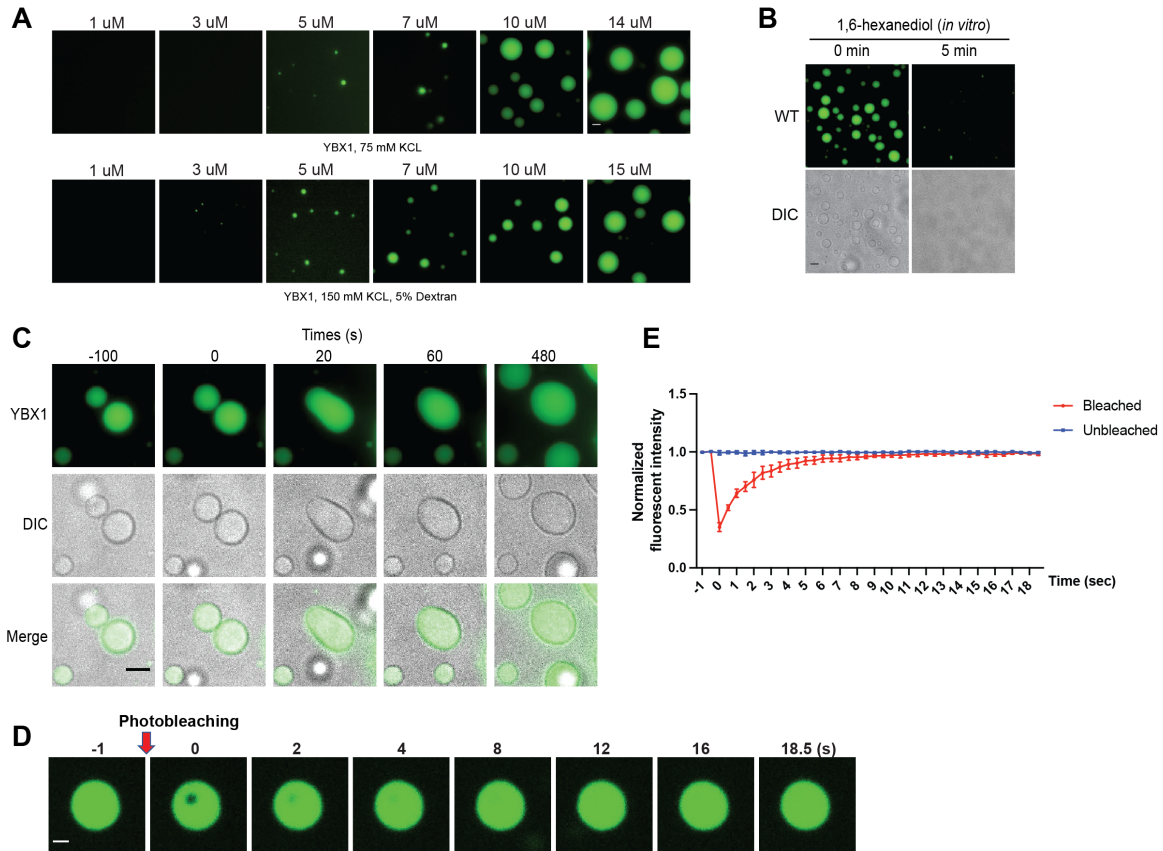 A
1 uM 3 uM 5 uM 7 uM 10 uM 14 uM
YBX1, 75 mM KCL
1 uM 3 uM 5 uM 7 uM 10 uM 15 uM
YBX1, 150 mM KCL, 5% Dextran
B
1,6-hexanediol (in vitro)
0 min 5 min
WT
DIC
C
Times (s)
-100 0 20 60 480
YBX1
DIC
Merge
E
1.5
1.0
0.5
0.0
Normalized
fluorescent intensity
Bleached
Unbleached
-1 0 1 2 3 4 5 6 7 8 9 10 11 12 13 14 15 16 17 18
Time (sec)
D
Photobleaching
-1 0 2 4 8 12 16 18.5 (s)